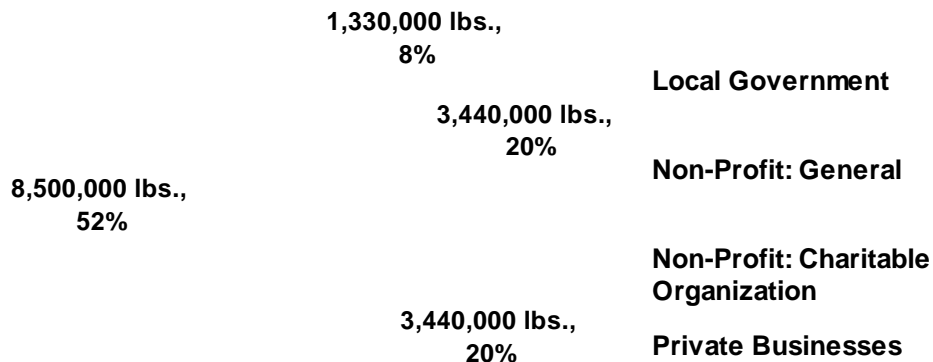 1,330,000 lbs.,
8%
Local Government
3,440,000 lbs.,
20%
Non-Profit: General
8,500,000 lbs.,
52%
Non-Profit: Charitable
Organization
3,440,000 lbs.,
20%
Private Businesses